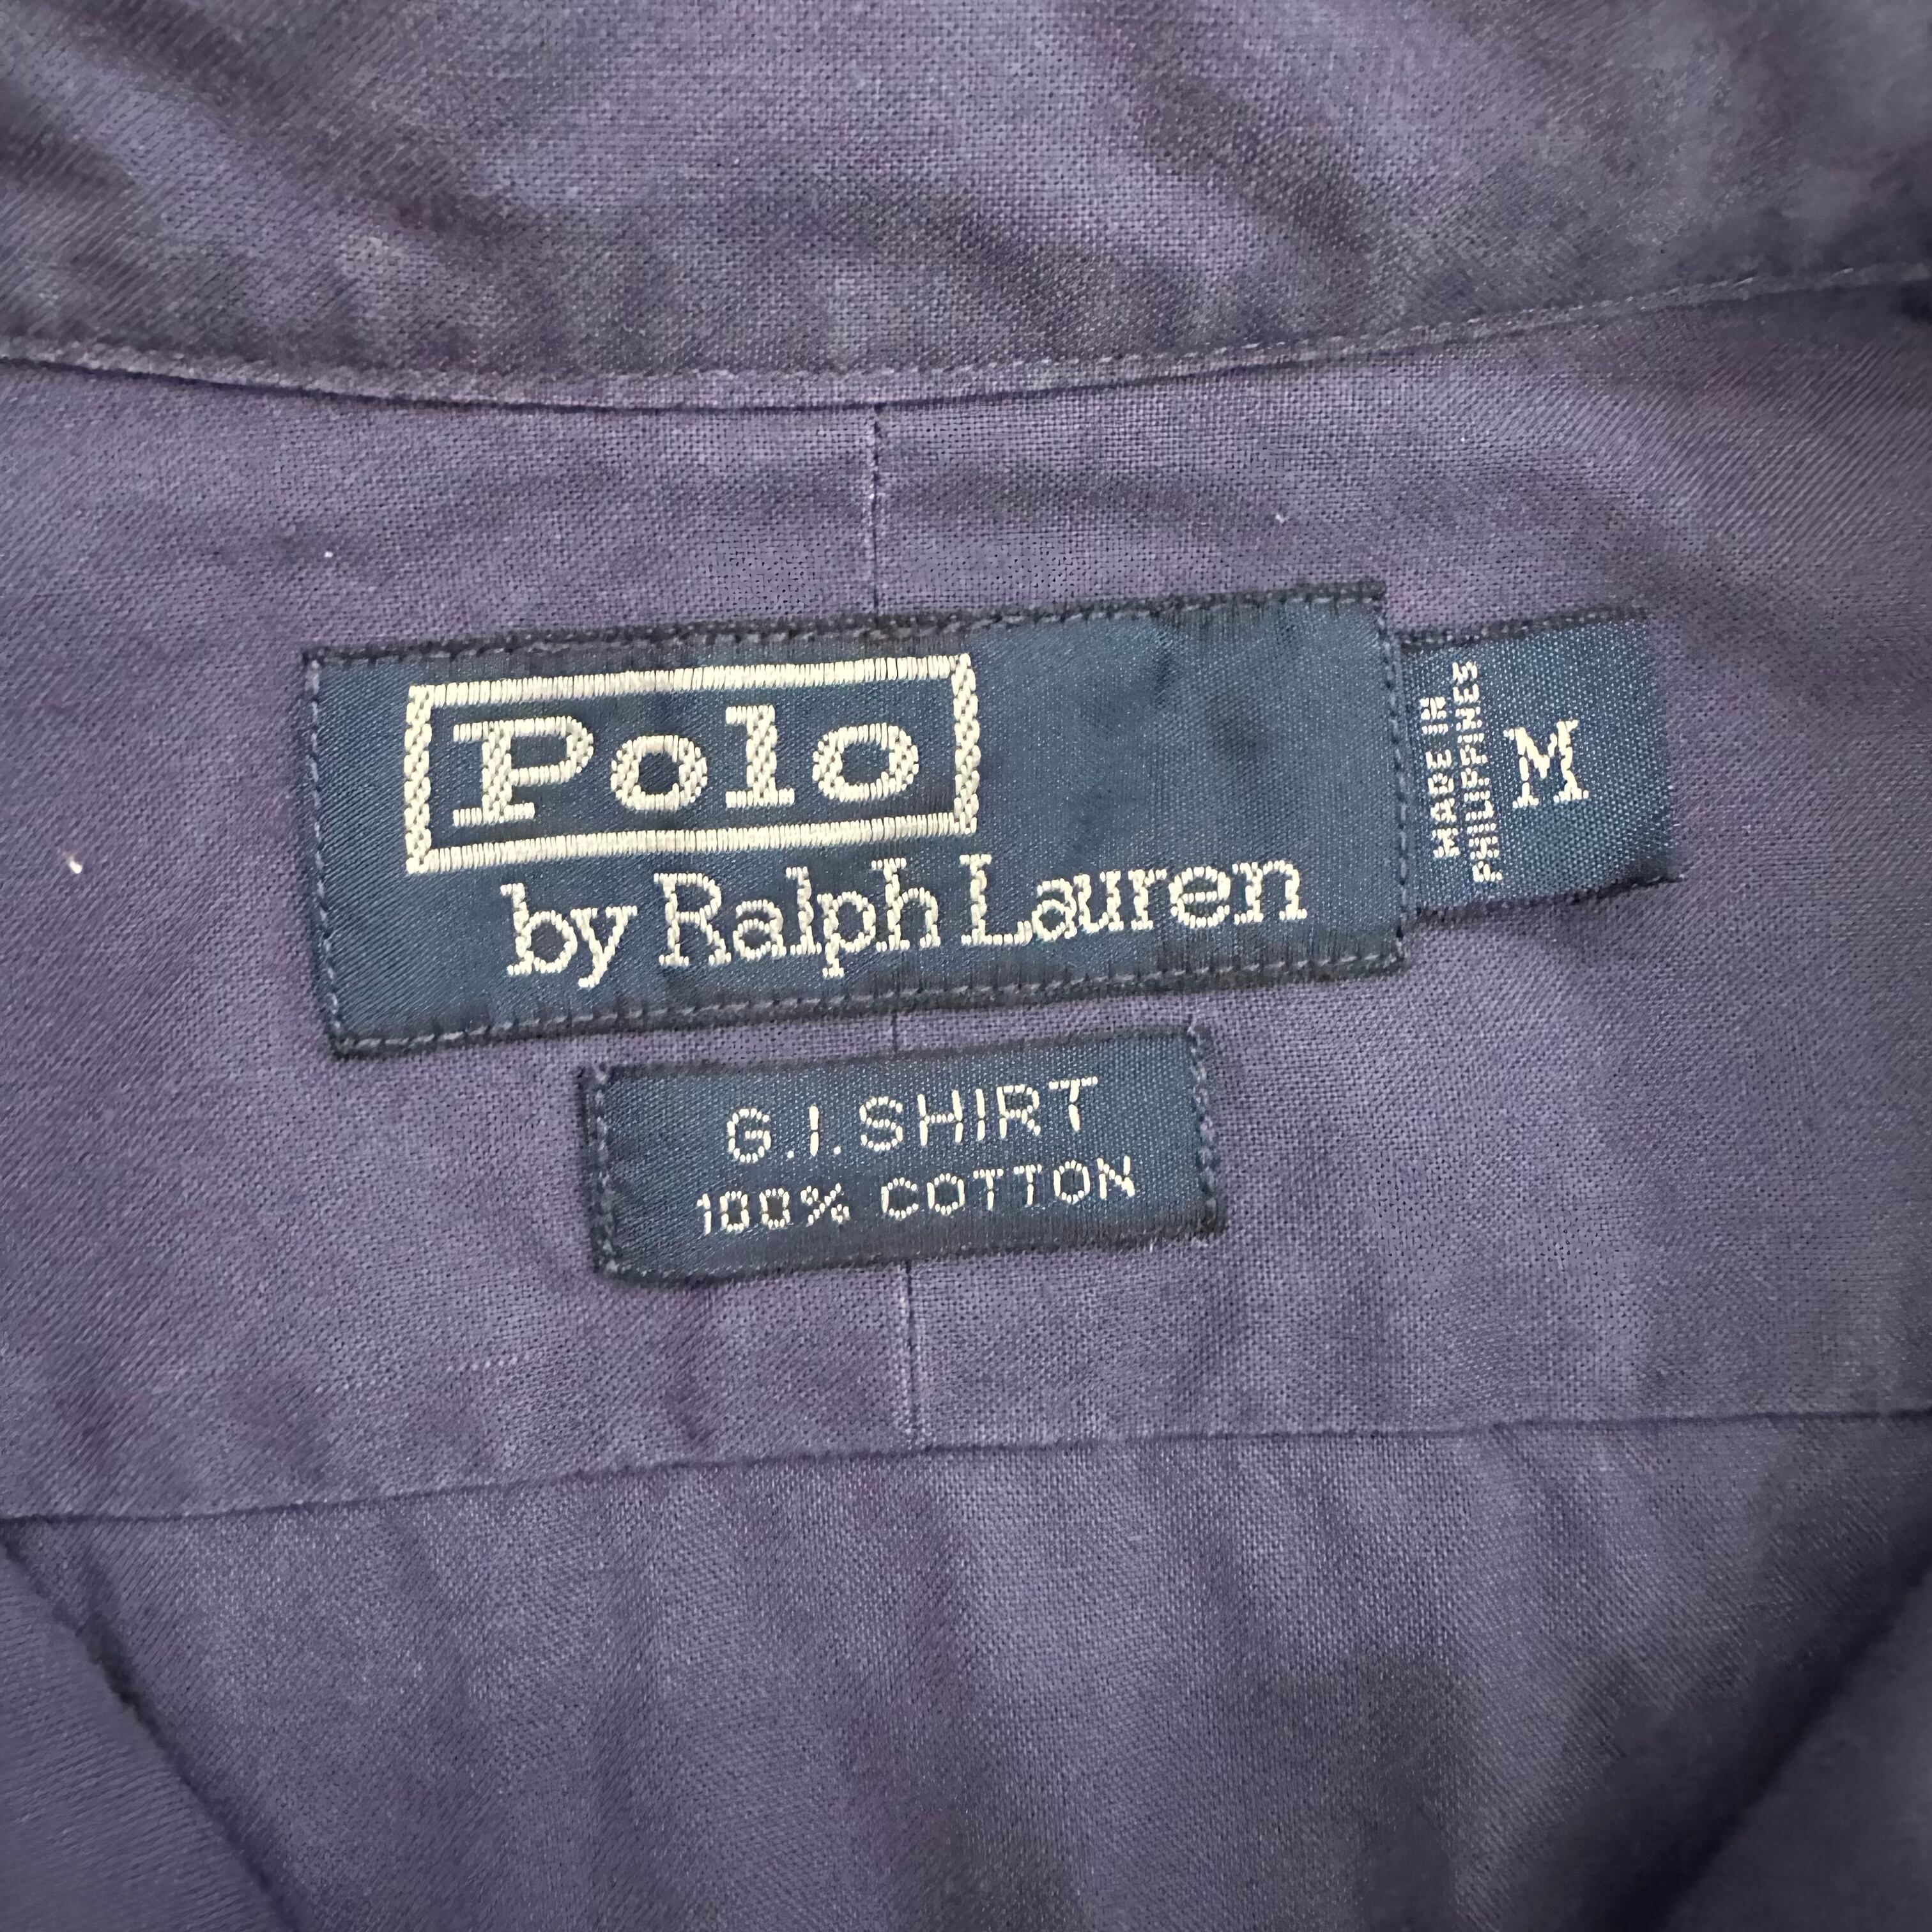 Polo
by Ralph Lauren
MADE IN
PHILIPPINES
M
G.I. SHIRT
100% COTTON